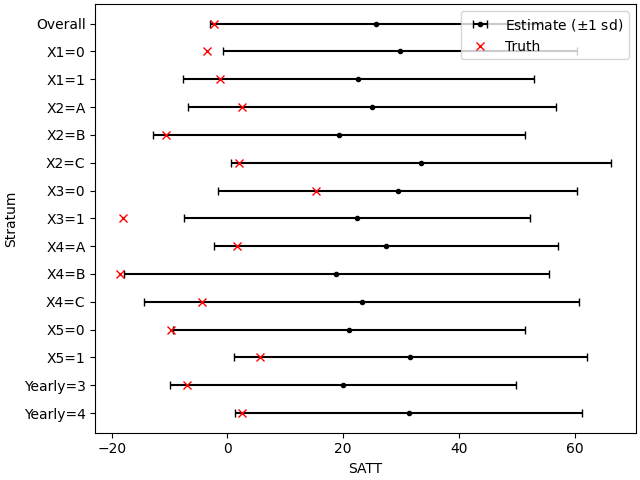 Estimate (±1 sd)
Truth
Stratum
Overall
X1=0
X1=1
X2=A
X2=B
X2=C
X3=0
X3=1
X4=A
X4=B
X4=C
X5=0
X5=1
Yearly=3
Yearly=4
−20 0 20 40 60
SATT